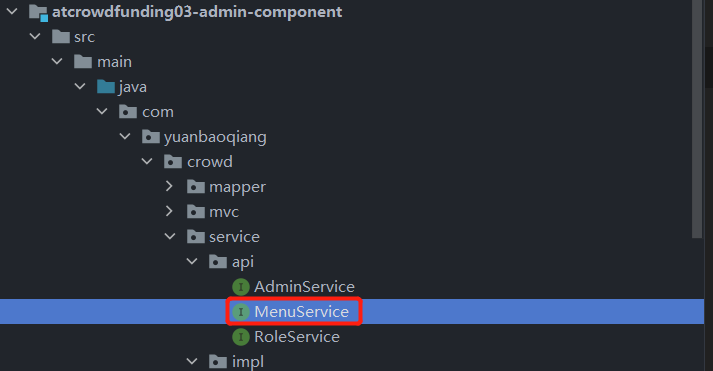 atcrowdfunding03-admin-component
src
main
java
com
yuanbaoqiang
crowd
mapper
mvc
service
api
I AdminService
I MenuService
I RoleService
impl